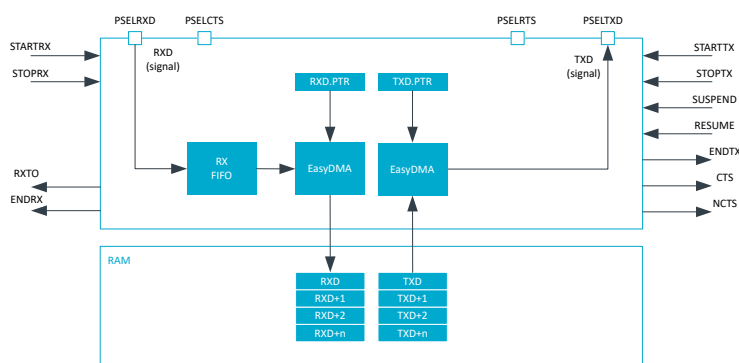 PSELRXD
PSELCTS
PSELRTS
PSELTXD
STARTRX
STOPRX
RXD
(signal)
TXD
(signal)
STARTTX
STOPTX
SUSPEND
RESUME
RXD.PTR
TXD.PTR
RX
FIFO
EasyDMA
EasyDMA
RXTO
ENDRX
ENDTX
CTS
NCTS
RAM
RXD
RXD+1
RXD+2
RXD+n
TXD
TXD+1
TXD+2
TXD+n